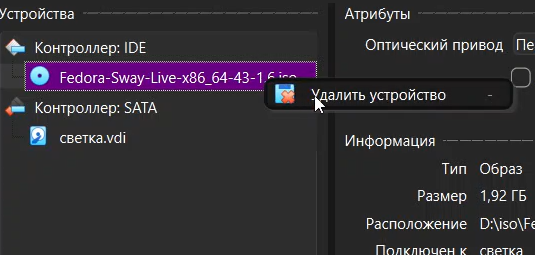 Устройства
Контроллер: IDE
Fedora-Sway-Live-x86_64-43-1.6.iso
Удалить устройство -
Контроллер: SATA
светка.vdi
Атрибуты
Оптический привод
Информация
Тип Образ
Размер 1,92 ГБ
Расположение D:\iso\Fe
Подключен к светка